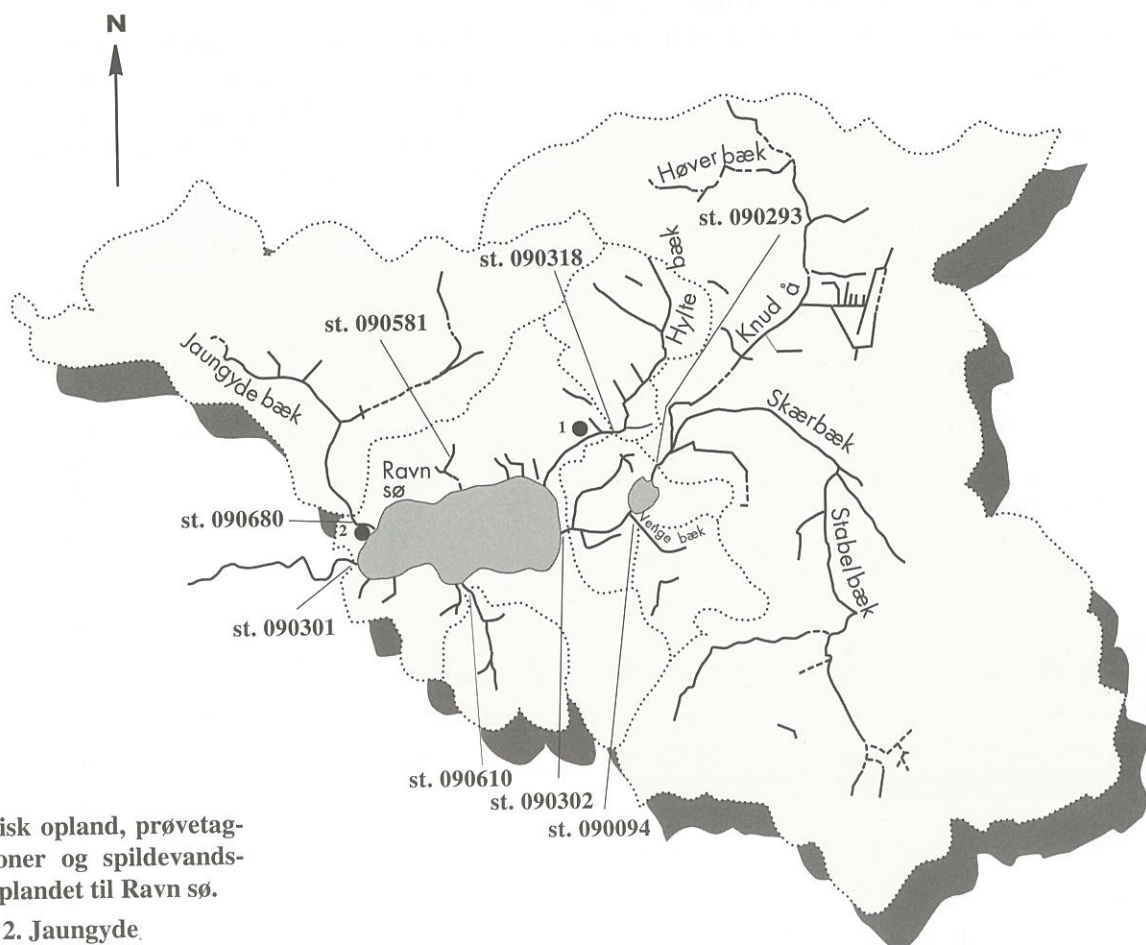 N
Høver bæk
st. 090293
st. 090318
Hylte bæk
Knud å
st. 090581
Jaungyde bæk
Skærbæk
1
Ravn
sø
st. 090680
2
Venge bæk
Stabelbæk
st. 090301
st. 090610
st. 090302
st. 090094
isk opland, prøvetag-
oner og spildevands-
plandet til Ravn sø.
2. Jaungyde.